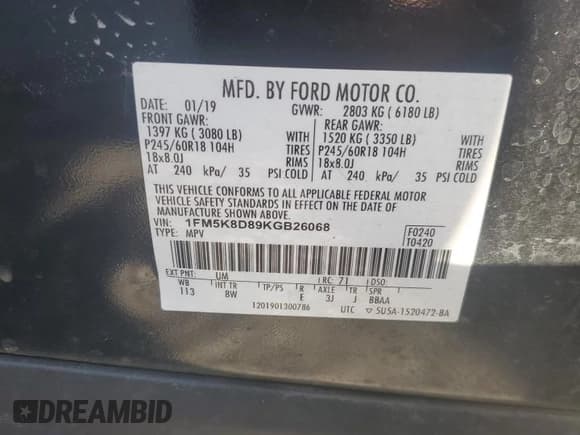 MFD. BY FORD MOTOR CO.
DATE: 01/19 GVWR: 2803 KG ( 6180 LB)
FRONT GAWR: REAR GAWR:
1397 KG ( 3080 LB) WITH 1520 KG ( 3350 LB) WITH
P245/60R18 104H TIRES P245/60R18 104H TIRES
18x8.0J RIMS 18x8.0J RIMS
AT 240 kPa/ 35 PSI COLD AT 240 kPa/ 35 PSI COLD
THIS VEHICLE CONFORMS TO ALL APPLICABLE FEDERAL MOTOR
VEHICLE SAFETY STANDARDS IN EFFECT ON THE DATE OF
MANUFACTURE SHOWN ABOVE.
VIN: 1FM5K8D89KGB26068 F0240
TYPE: MPV T0420
EXT PNT: UM RC: 71 DSO:
WB INT TR TP/PS R AXLE TR SPR
113 BW E 3J J BBAA
1201901300786 UTC ▽ 5USA-1520472-BA
DREAMBID